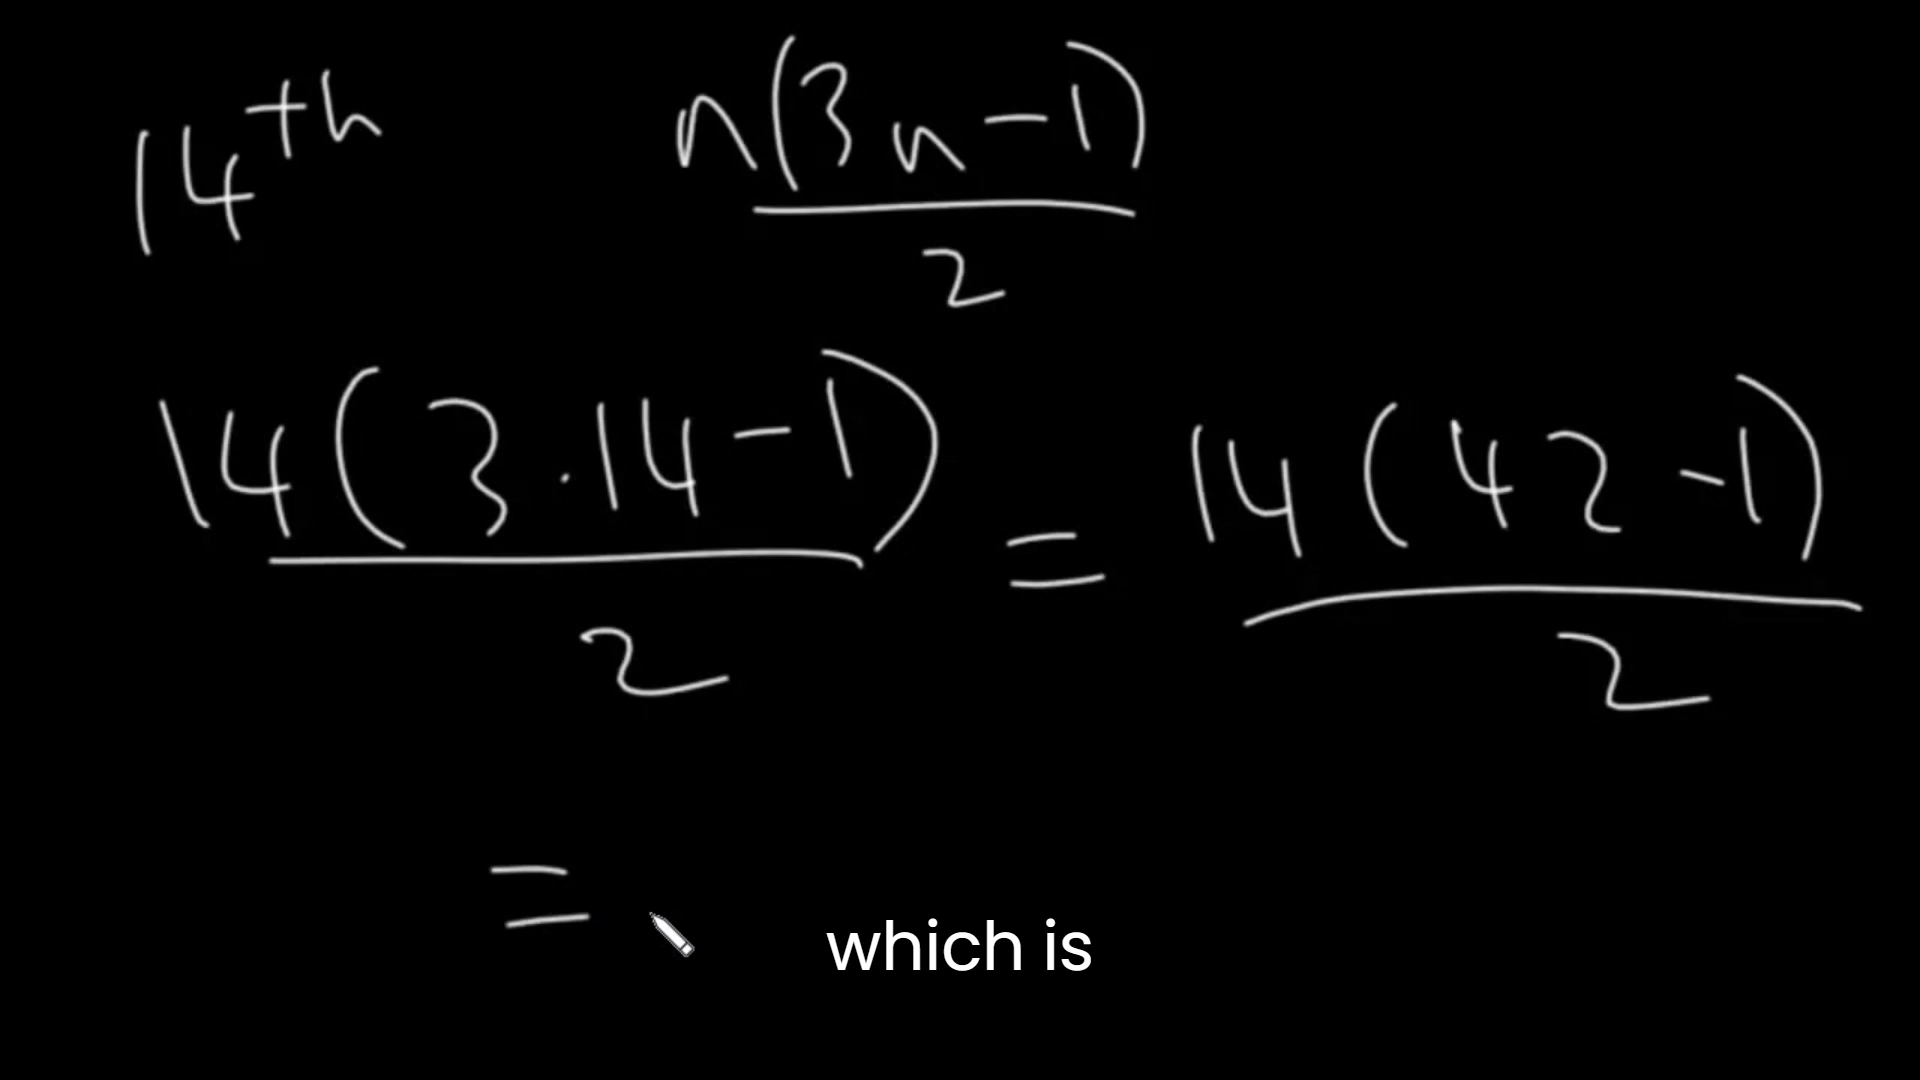 14th n(3n-1)/2
14(3.14-1)/2 = 14(42-1)/2
=
which is